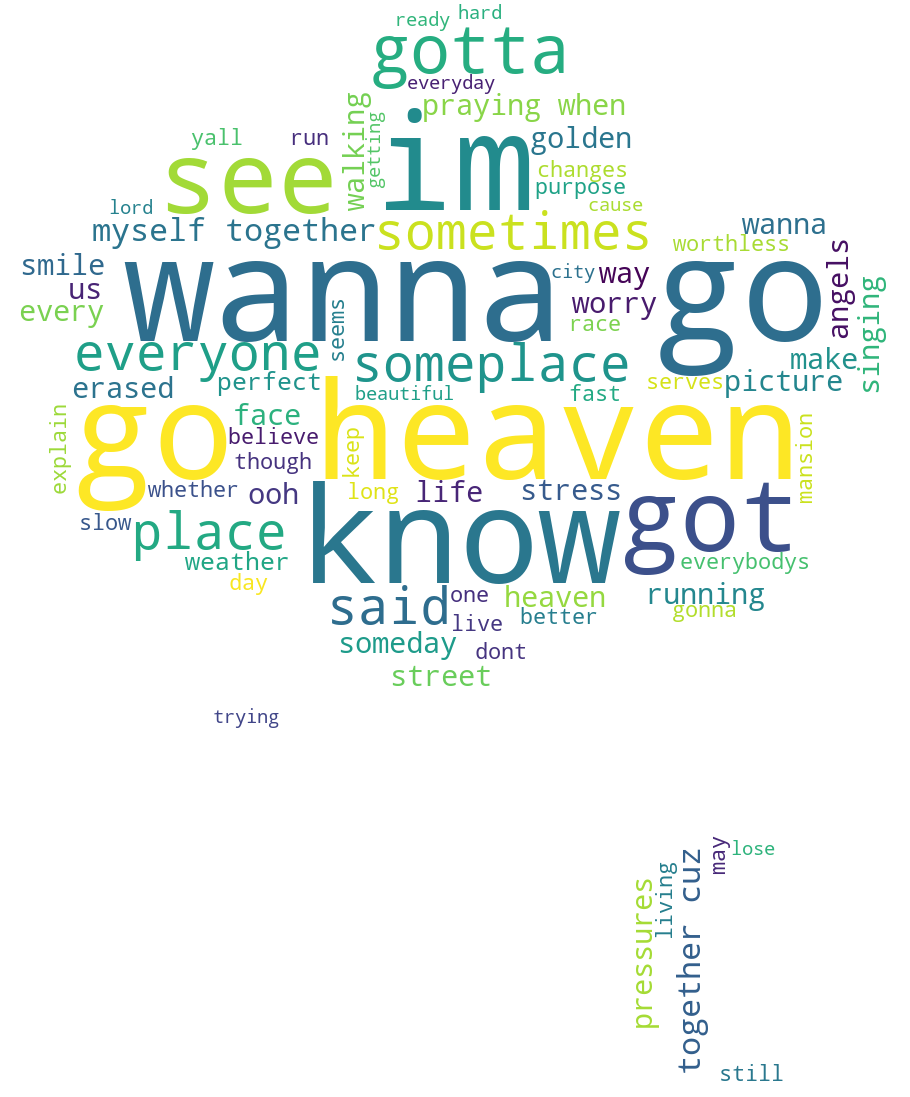 ready hard
gotta
everyday
praying when
walking
getting
im
golden
yall run
see
changes
purpose
cause
lord
myself together
sometimes
wanna
worthless
smile
us
every
wanna go
city way
worry
race
angels
singing
seems
everyone
someplace
make
erased
perfect
beautiful
fast
serves
picture
explain
go heaven
face
believe
though
keep
mansion
whether
ooh
long
life
stress
slow
place
know
got
weather
day
everybodys
said
one
heaven
running
live
better
gonna
someday
dont
street
trying
may
lose
pressures
living
together cuz
still